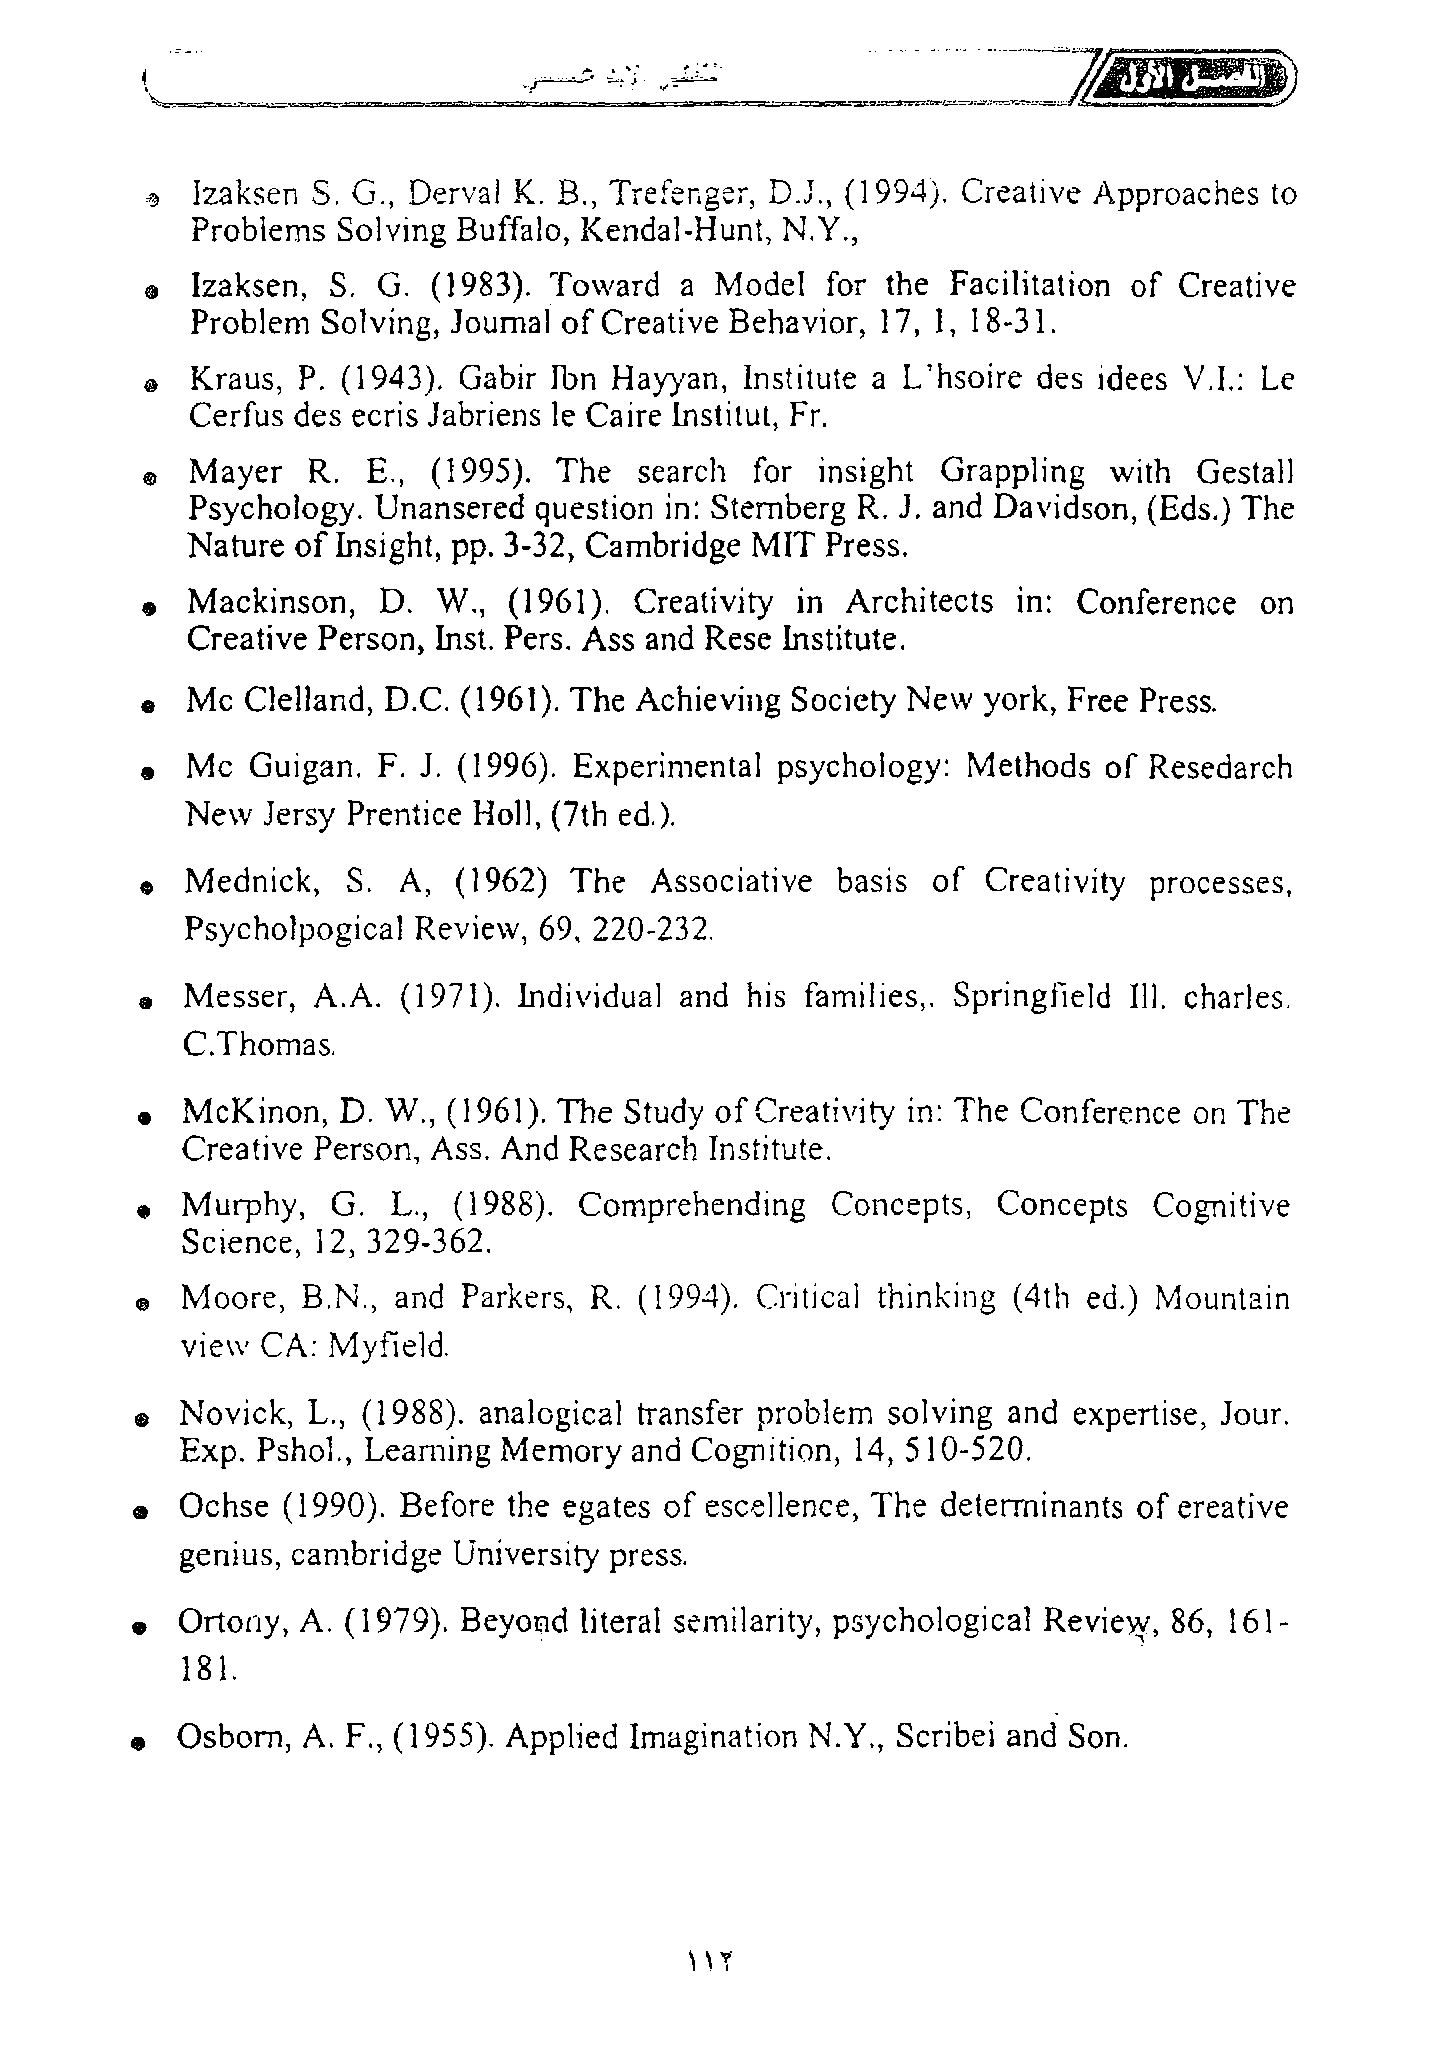 الفصل الأول
Izaksen S. G., Derval K. B., Trefenger, D.J., (1994). Creative Approaches to
Problems Solving Buffalo, Kendal-Hunt, N.Y.,
Izaksen, S. G. (1983). Toward a Model for the Facilitation of Creative
Problem Solving, Journal of Creative Behavior, 17, 1, 18-31.
Kraus, P. (1943). Gabir Ibn Hayyan, Institute a L'hsoire des idees V.I.: Le
Cerfus des ecris Jabriens le Caire Institut, Fr.
Mayer R. E., (1995). The search for insight Grappling with Gestall
Psychology. Unansered question in: Sternberg R. J. and Davidson, (Eds.) The
Nature of Insight, pp. 3-32, Cambridge MIT Press.
Mackinson, D. W., (1961). Creativity in Architects in: Conference on
Creative Person, Inst. Pers. Ass and Rese Institute.
Mc Clelland, D.C. (1961). The Achieving Society New york, Free Press.
Mc Guigan. F. J. (1996). Experimental psychology: Methods of Resedarch
New Jersy Prentice Holl, (7th ed.).
Mednick, S. A, (1962) The Associative basis of Creativity processes,
Psycholpogical Review, 69, 220-232.
Messer, A.A. (1971). Individual and his families,. Springfield Ill. charles.
C.Thomas.
McKinon, D. W., (1961). The Study of Creativity in: The Conference on The
Creative Person, Ass. And Research Institute.
Murphy, G. L., (1988). Comprehending Concepts, Concepts Cognitive
Science, 12, 329-362.
Moore, B.N., and Parkers, R. (1994). Critical thinking (4th ed.) Mountain
view CA: Myfield.
Novick, L., (1988). analogical transfer problem solving and expertise, Jour.
Exp. Pshol., Learning Memory and Cognition, 14, 510-520.
Ochse (1990). Before the egates of escellence, The determinants of ereative
genius, cambridge University press.
Ortony, A. (1979). Beyond literal semilarity, psychological Review, 86, 161-
181.
Osborn, A. F., (1955). Applied Imagination N.Y., Scribei and Son.
١١٢